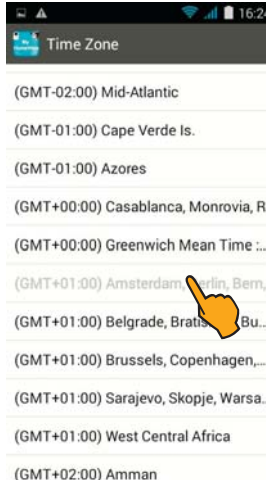 16:24
Time Zone
(GMT-02:00) Mid-Atlantic
(GMT-01:00) Cape Verde Is.
(GMT-01:00) Azores
(GMT+00:00) Casablanca, Monrovia, R
(GMT+00:00) Greenwich Mean Time :...
(GMT+01:00) Amsterdam, Berlin, Bern,
(GMT+01:00) Belgrade, Bratis Bu...
(GMT+01:00) Brussels, Copenhagen,...
(GMT+01:00) Sarajevo, Skopje, Warsa...
(GMT+01:00) West Central Africa
(GMT+02:00) Amman